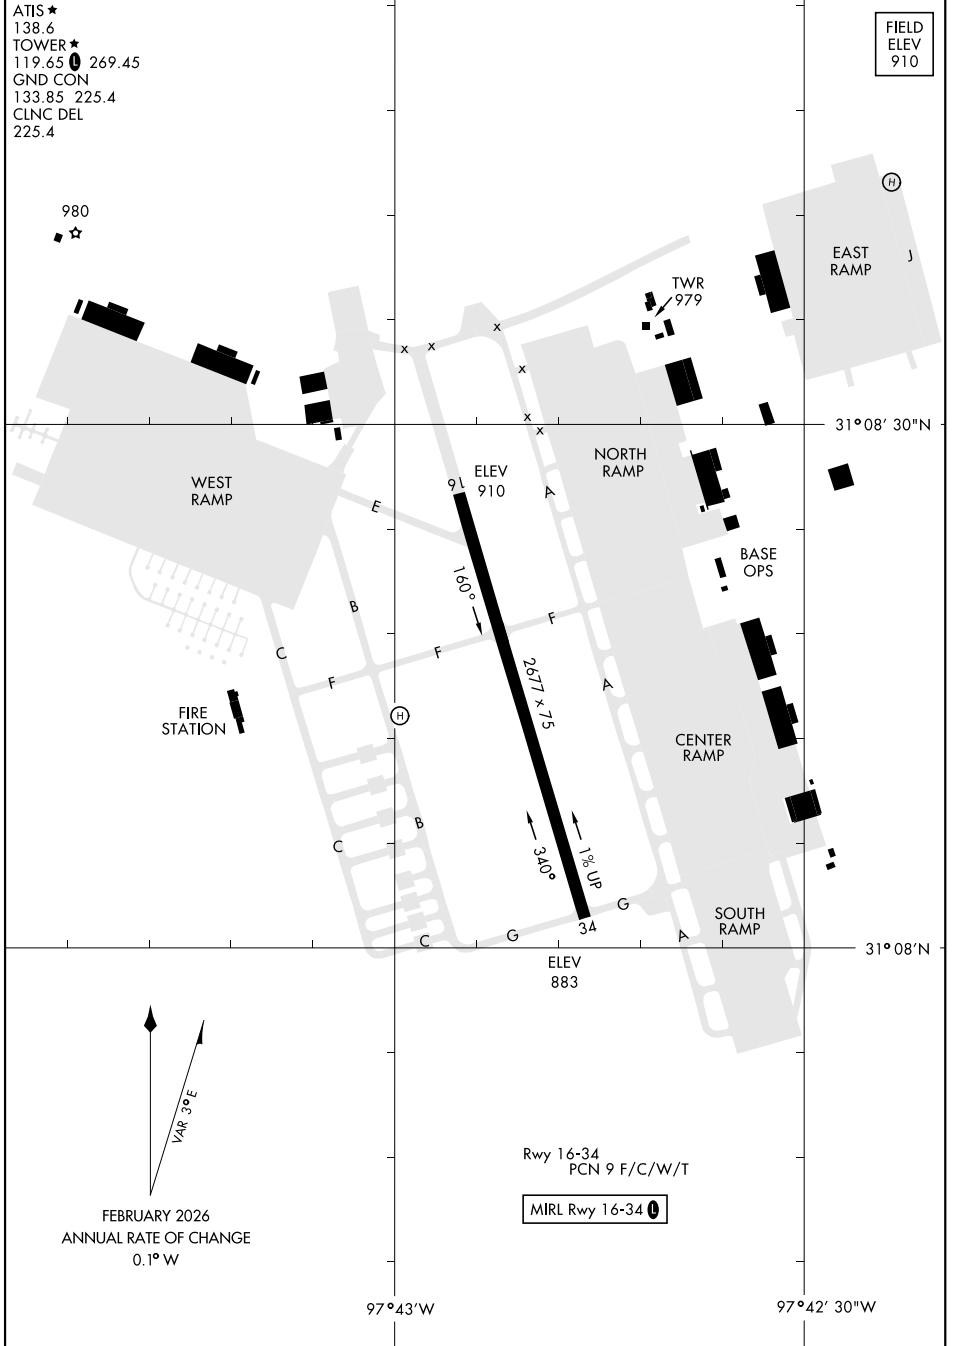 ATIS ★
138.6
TOWER ★
119.65 L 269.45
GND CON
133.85 225.4
CLNC DEL
225.4
FIELD
ELEV
910
H
980
EAST
RAMP
J
TWR
979
x
x
x
x
x
x
31°08' 30"N
NORTH
RAMP
ELEV
910
16
WEST
RAMP
A
E
BASE
OPS
160°
B
F
F
C
F
A
2677 x 75
FIRE
STATION
H
CENTER
RAMP
B
C
340°
1% UP
G
SOUTH
RAMP
34
G
C
A
31°08'N
ELEV
883
VAR 3° E
Rwy 16-34
PCN 9 F/C/W/T
MIRL Rwy 16-34 L
FEBRUARY 2026
ANNUAL RATE OF CHANGE
0.1° W
97°43'W
97°42' 30"W